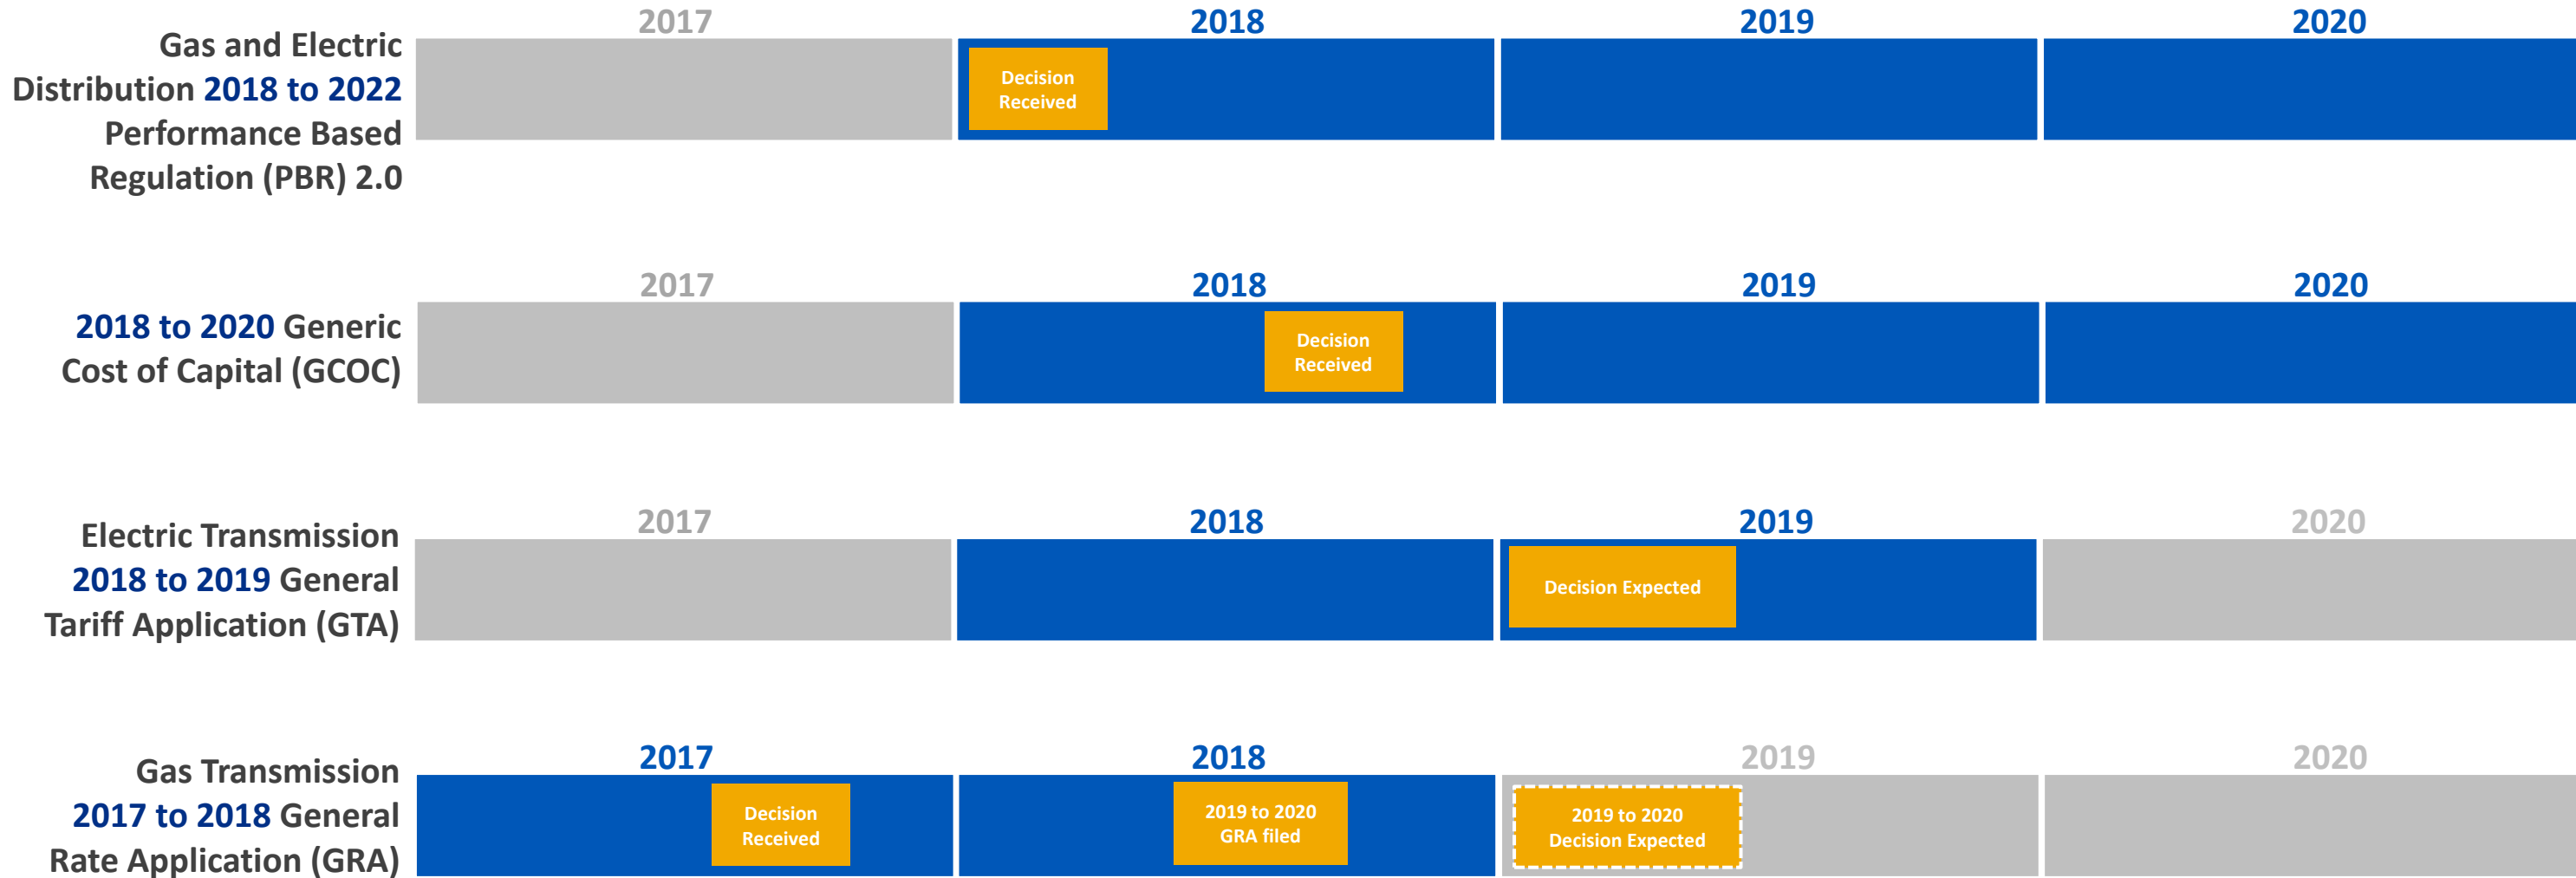 2017 2018 2019 2020
Gas and Electric
Distribution 2018 to 2022
Performance Based
Regulation (PBR) 2.0
Decision
Received
2017 2018 2019 2020
2018 to 2020 Generic
Cost of Capital (GCOC)
Decision
Received
2017 2018 2019 2020
Electric Transmission
2018 to 2019 General
Tariff Application (GTA)
Decision Expected
2017 2018 2019 2020
Gas Transmission
2017 to 2018 General
Rate Application (GRA)
Decision
Received
2019 to 2020
GRA filed
2019 to 2020
Decision Expected